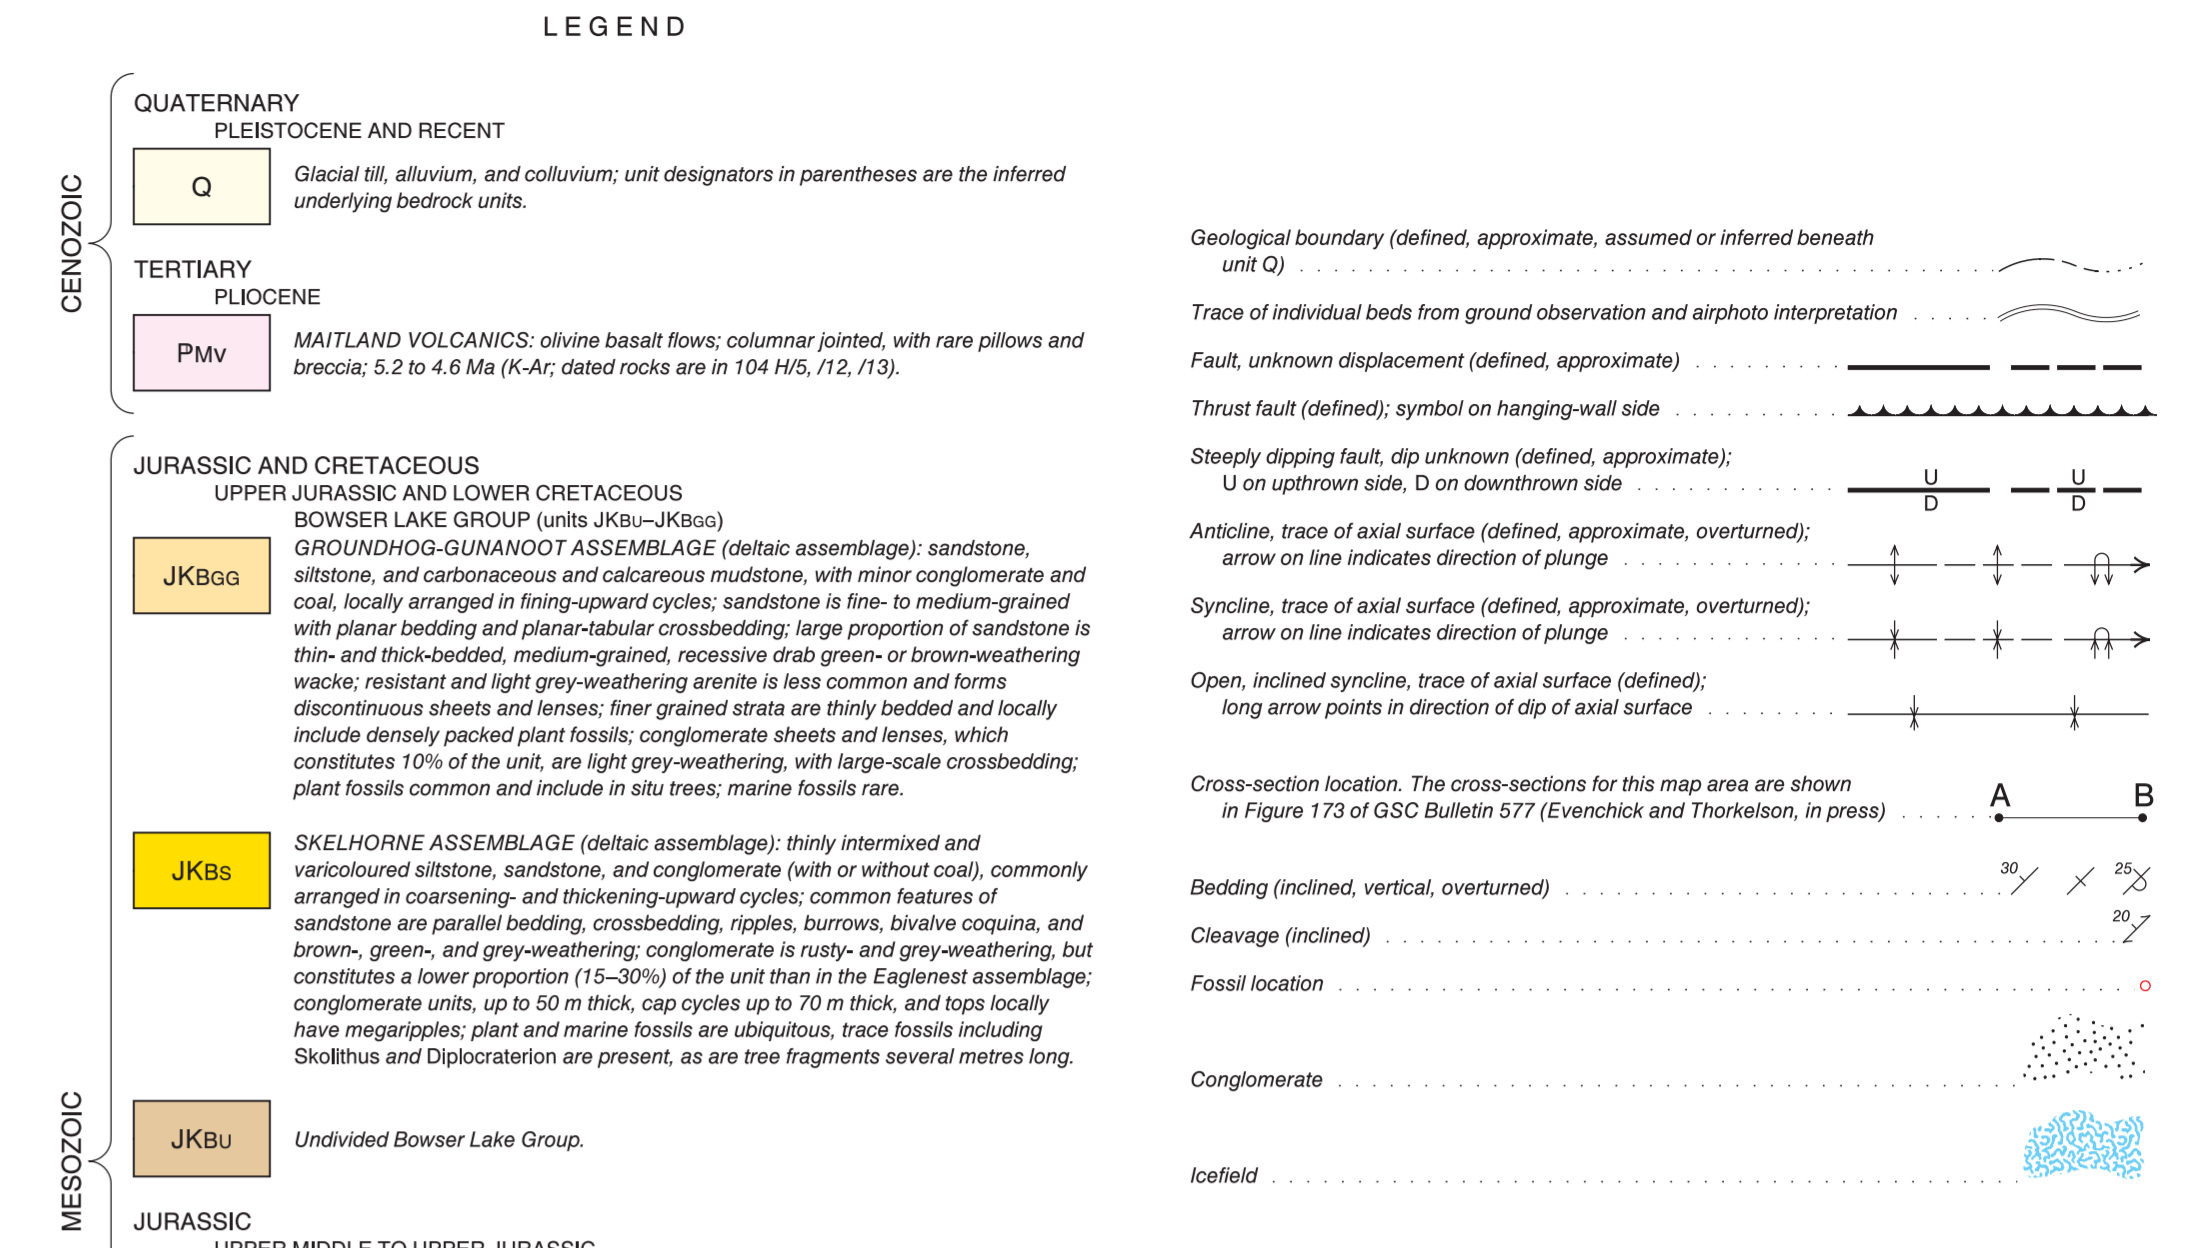 LEGEND
CENOZOIC
QUATERNARY
PLEISTOCENE AND RECENT
Q
Glacial till, alluvium, and colluvium; unit designators in parentheses are the inferred
underlying bedrock units.
TERTIARY
PLIOCENE
PMv
MAITLAND VOLCANICS: olivine basalt flows; columnar jointed, with rare pillows and
breccia; 5.2 to 4.6 Ma (K-Ar; dated rocks are in 104 H/5, /12, /13).
MESOZOIC
JURASSIC AND CRETACEOUS
UPPER JURASSIC AND LOWER CRETACEOUS
BOWSER LAKE GROUP (units JKBU–JKBGG)
JKBGG
GROUNDHOG-GUNANOOT ASSEMBLAGE (deltaic assemblage): sandstone,
siltstone, and carbonaceous and calcareous mudstone, with minor conglomerate and
coal, locally arranged in fining-upward cycles; sandstone is fine- to medium-grained
with planar bedding and planar-tabular crossbedding; large proportion of sandstone is
thin- and thick-bedded, medium-grained, recessive drab green- or brown-weathering
wacke; resistant and light grey-weathering arenite is less common and forms
discontinuous sheets and lenses; finer grained strata are thinly bedded and locally
include densely packed plant fossils; conglomerate sheets and lenses, which
constitutes 10% of the unit, are light grey-weathering, with large-scale crossbedding;
plant fossils common and include in situ trees; marine fossils rare.
JKBS
SKELHORNE ASSEMBLAGE (deltaic assemblage): thinly intermixed and
varicoloured siltstone, sandstone, and conglomerate (with or without coal), commonly
arranged in coarsening- and thickening-upward cycles; common features of
sandstone are parallel bedding, crossbedding, ripples, burrows, bivalve coquina, and
brown-, green-, and grey-weathering; conglomerate is rusty- and grey-weathering, but
constitutes a lower proportion (15–30%) of the unit than in the Eaglenest assemblage;
conglomerate units, up to 50 m thick, cap cycles up to 70 m thick, and tops locally
have megaripples; plant and marine fossils are ubiquitous, trace fossils including
Skolithus and Diplocraterion are present, as are tree fragments several metres long.
JKBU
Undivided Bowser Lake Group.
JURASSIC
UPPER MIDDLE TO UPPER JURASSIC
Geological boundary (defined, approximate, assumed or inferred beneath
unit Q)
Trace of individual beds from ground observation and airphoto interpretation
Fault, unknown displacement (defined, approximate)
Thrust fault (defined); symbol on hanging-wall side
Steeply dipping fault, dip unknown (defined, approximate);
U on upthrown side, D on downthrown side
U U
D D
Anticline, trace of axial surface (defined, approximate, overturned);
arrow on line indicates direction of plunge
Syncline, trace of axial surface (defined, approximate, overturned);
arrow on line indicates direction of plunge
Open, inclined syncline, trace of axial surface (defined);
long arrow points in direction of dip of axial surface
Cross-section location. The cross-sections for this map area are shown
in Figure 173 of GSC Bulletin 577 (Evenchick and Thorkelson, in press)
A B
Bedding (inclined, vertical, overturned)
30 25
Cleavage (inclined)
20
Fossil location
Conglomerate
Icefield